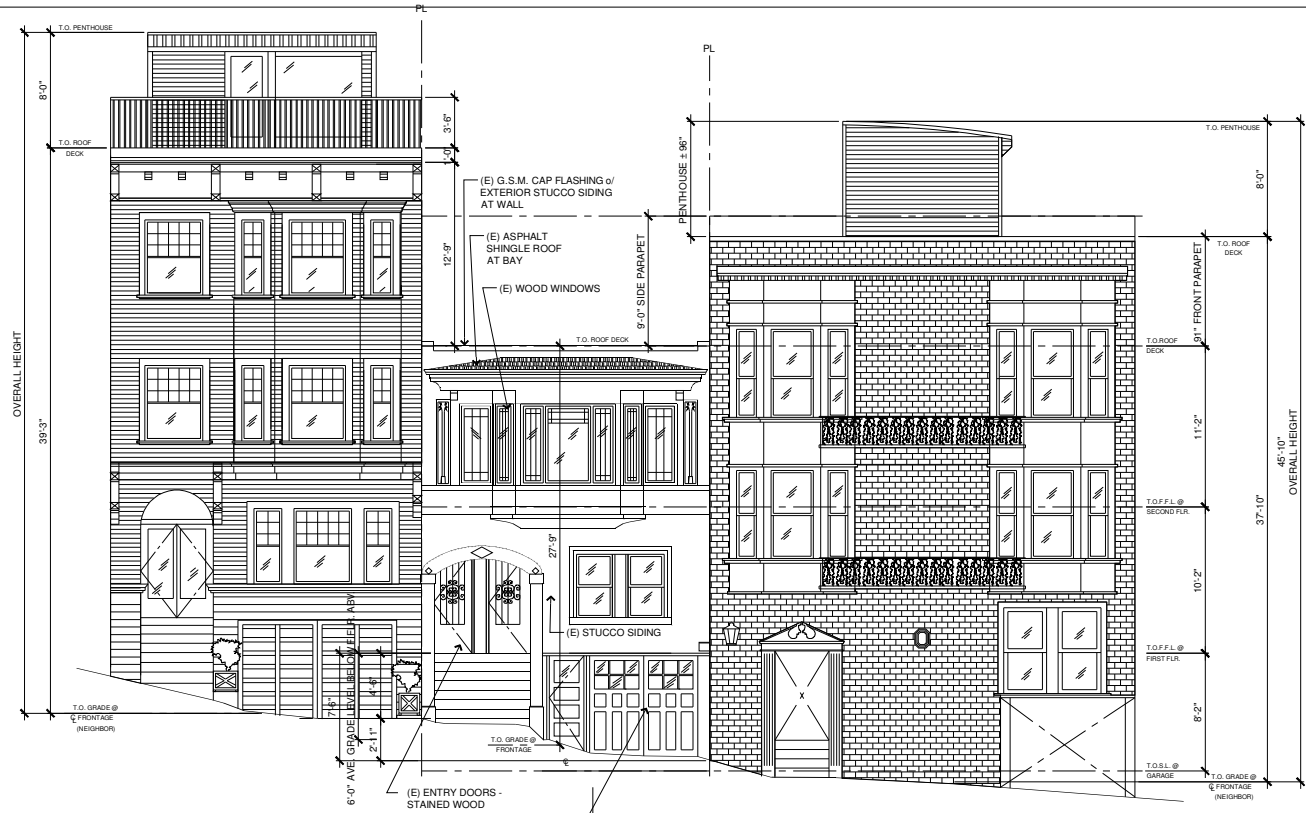 PL
T.O. PENTHOUSE
8'-0"
T.O. ROOF
DECK
OVERALL HEIGHT
39'-3"
T.O. GRADE @
℄ FRONTAGE
(NEIGHBOR)
3'-6"
1'-0"
12'-9"
(E) G.S.M. CAP FLASHING o/
EXTERIOR STUCCO SIDING
AT WALL
(E) ASPHALT
SHINGLE ROOF
AT BAY
(E) WOOD WINDOWS
T.O. ROOF DECK
9'-0" SIDE PARAPET
PL
PENTHOUSE ± 96"
27'-9"
(E) STUCCO SIDING
6'-0" AVE. GRADE LEVEL BELOW F.FLR. ABV.
7'-6"
4'-6"
2'-11"
T.O. GRADE @
FRONTAGE
℄
(E) ENTRY DOORS -
STAINED WOOD
T.O. PENTHOUSE
8'-0"
T.O. ROOF
DECK
91" FRONT PARAPET
T.O.ROOF
DECK
11'-2"
T.O.F.F.L. @
SECOND FLR.
10'-2"
T.O.F.F.L. @
FIRST FLR.
8'-2"
T.O.S.L. @
GARAGE
37'-10"
45'-10"
OVERALL HEIGHT
T.O. GRADE @
℄ FRONTAGE
(NEIGHBOR)